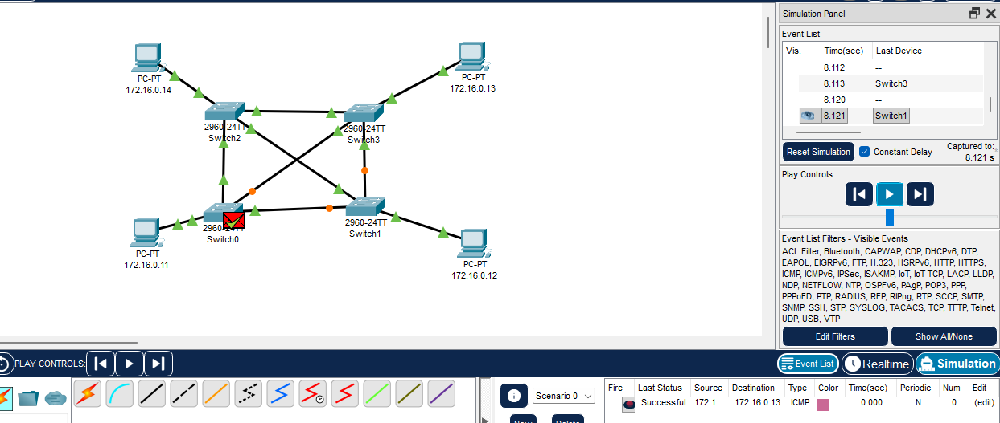 Simulation Panel
Event List
Vis. Time(sec) Last Device
8.112 --
8.113 Switch3
8.120 --
8.121 Switch1
Reset Simulation Constant Delay Captured to:
8.121 s
Play Controls
Event List Filters - Visible Events
ACL Filter, Bluetooth, CAPWAP, CDP, DHCPv6, DTP,
EAPOL, EIGRPv6, FTP, H.323, HSRPv6, HTTP, HTTPS,
ICMP, ICMPv6, IPSec, ISAKMP, IoT, IoT TCP, LACP, LLDP,
NDP, NETFLOW, NTP, OSPFv6, PAgP, POP3, PPP,
PPPoED, PTP, RADIUS, REP, RIPng, RTP, SCCP, SMTP,
SNMP, SSH, STP, SYSLOG, TACACS, TCP, TFTP, Telnet,
UDP, USB, VTP
Edit Filters Show All/None
PC-PT
172.16.0.14
PC-PT
172.16.0.13
2960-24TT
Switch2
2960-24TT
Switch3
2960-24TT
Switch0
2960-24TT
Switch1
PC-PT
172.16.0.11
PC-PT
172.16.0.12
PLAY CONTROLS:
Event List Realtime Simulation
Scenario 0
New Delete
Fire Last Status Source Destination Type Color Time(sec) Periodic Num Edit
Successful 172.1... 172.16.0.13 ICMP 0.000 N 0 (edit)